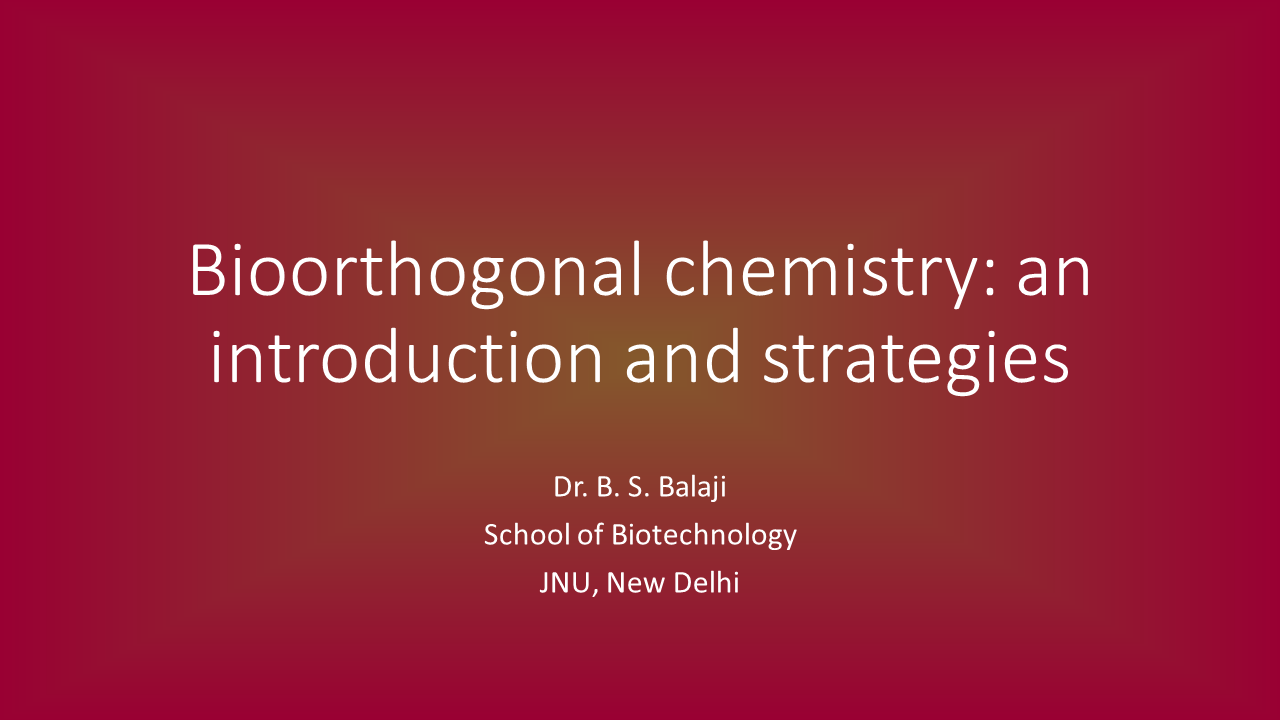 Bioorthogonal chemistry: an
introduction and strategies
Dr. B. S. Balaji
School of Biotechnology
JNU, New Delhi